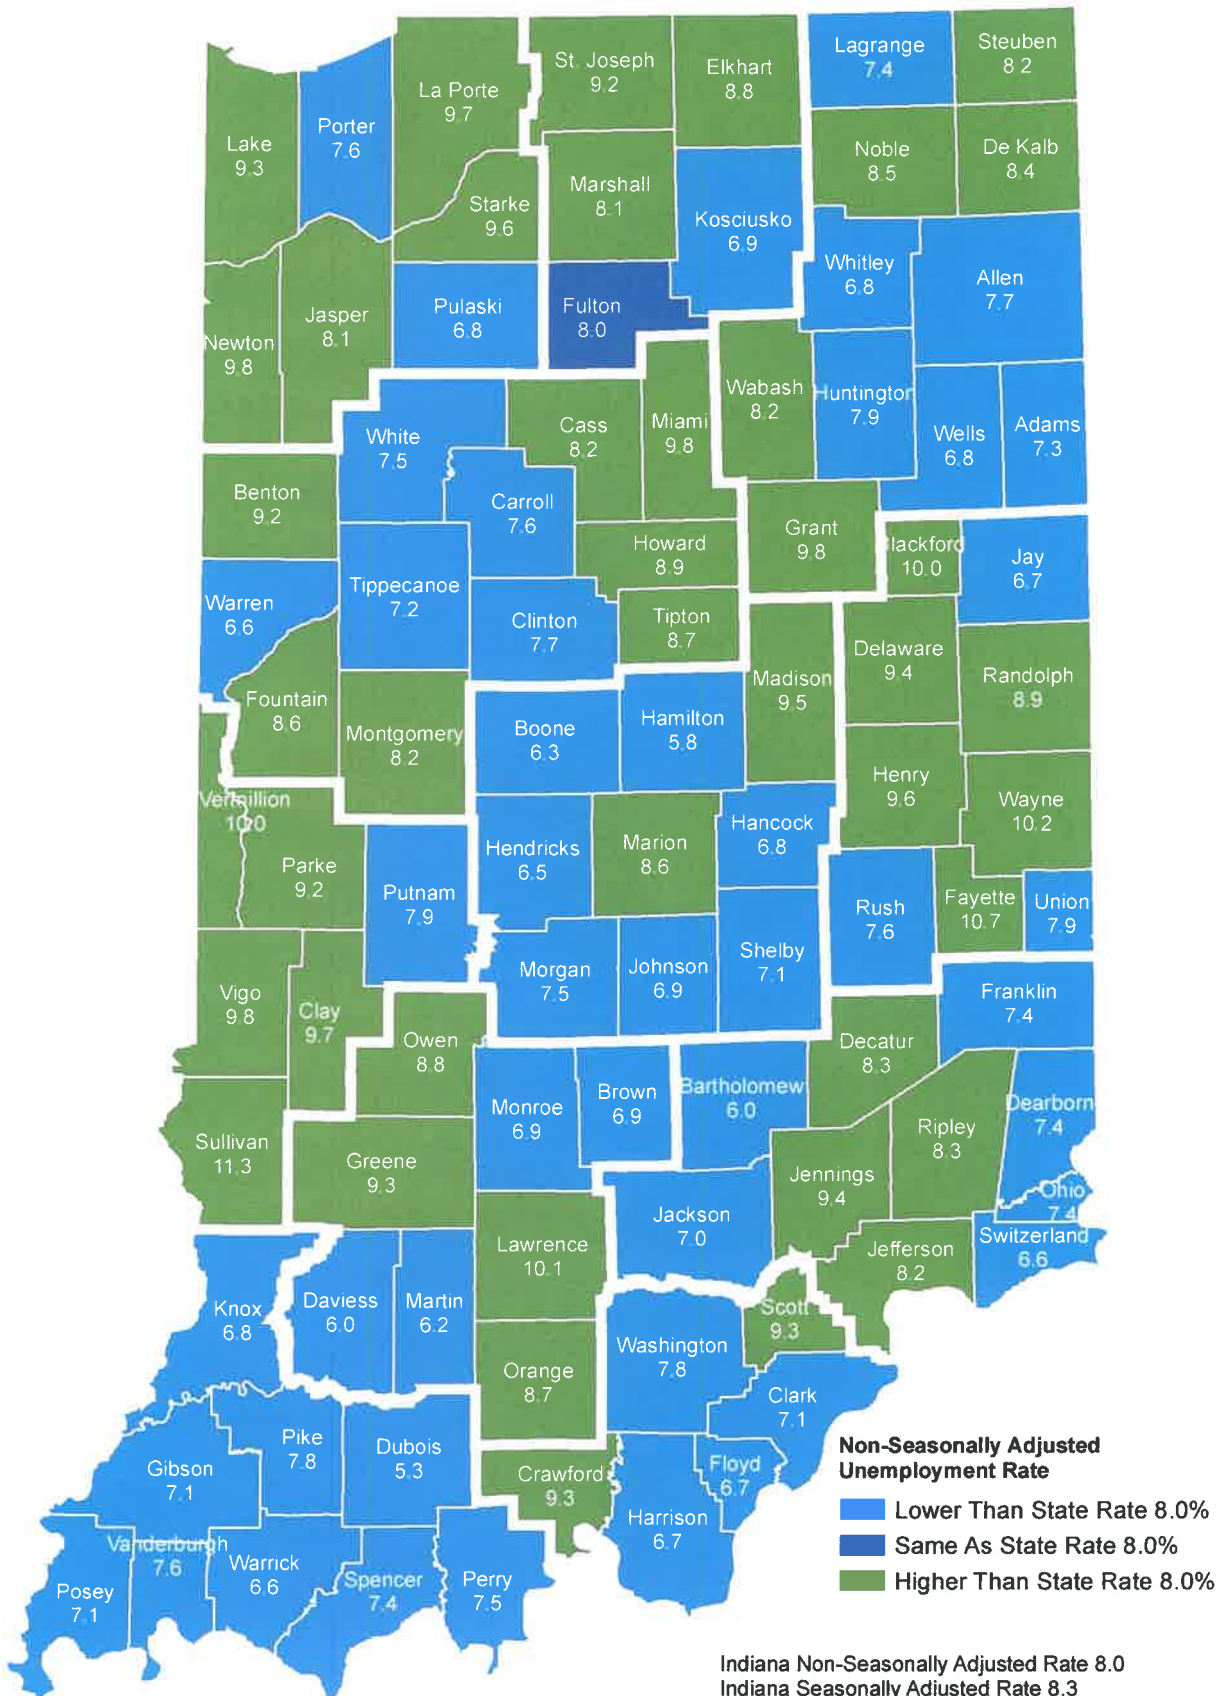 Lagrange
7.4
Steuben
8.2
St. Joseph
9.2
Elkhart
8.8
La Porte
9.7
Porter
7.6
Lake
9.3
Noble
8.5
De Kalb
8.4
Marshall
8.1
Starke
9.6
Kosciusko
6.9
Whitley
6.8
Allen
7.7
Pulaski
6.8
Fulton
8.0
Jasper
8.1
Newton
9.8
Wabash
8.2
Huntington
7.9
Wells
6.8
Adams
7.3
White
7.5
Cass
8.2
Miami
9.8
Benton
9.2
Carroll
7.6
Howard
8.9
Grant
9.8
lackford
10.0
Jay
6.7
Warren
6.6
Tippecanoe
7.2
Clinton
7.7
Tipton
8.7
Madison
9.5
Delaware
9.4
Randolph
8.9
Fountain
8.6
Montgomery
8.2
Boone
6.3
Hamilton
5.8
Henry
9.6
Wayne
10.2
Vermillion
10.0
Parke
9.2
Putnam
7.9
Hendricks
6.5
Marion
8.6
Hancock
6.8
Rush
7.6
Fayette
10.7
Union
7.9
Vigo
9.8
Clay
9.7
Owen
8.8
Morgan
7.5
Johnson
6.9
Shelby
7.1
Franklin
7.4
Decatur
8.3
Sullivan
11.3
Greene
9.3
Monroe
6.9
Brown
6.9
Bartholomew
6.0
Jennings
9.4
Ripley
8.3
Dearborn
7.4
Ohio
7.4
Switzerland
6.6
Jackson
7.0
Lawrence
10.1
Jefferson
8.2
Knox
6.8
Daviess
6.0
Martin
6.2
Orange
8.7
Washington
7.8
Scott
9.3
Clark
7.1
Gibson
7.1
Pike
7.8
Dubois
5.3
Crawford
9.3
Harrison
6.7
Floyd
6.7
Posey
7.1
Vanderburgh
7.6
Warrick
6.6
Spencer
7.4
Perry
7.5
Non-Seasonally Adjusted
Unemployment Rate
Lower Than State Rate 8.0%
Same As State Rate 8.0%
Higher Than State Rate 8.0%
Indiana Non-Seasonally Adjusted Rate 8.0
Indiana Seasonally Adjusted Rate 8.3